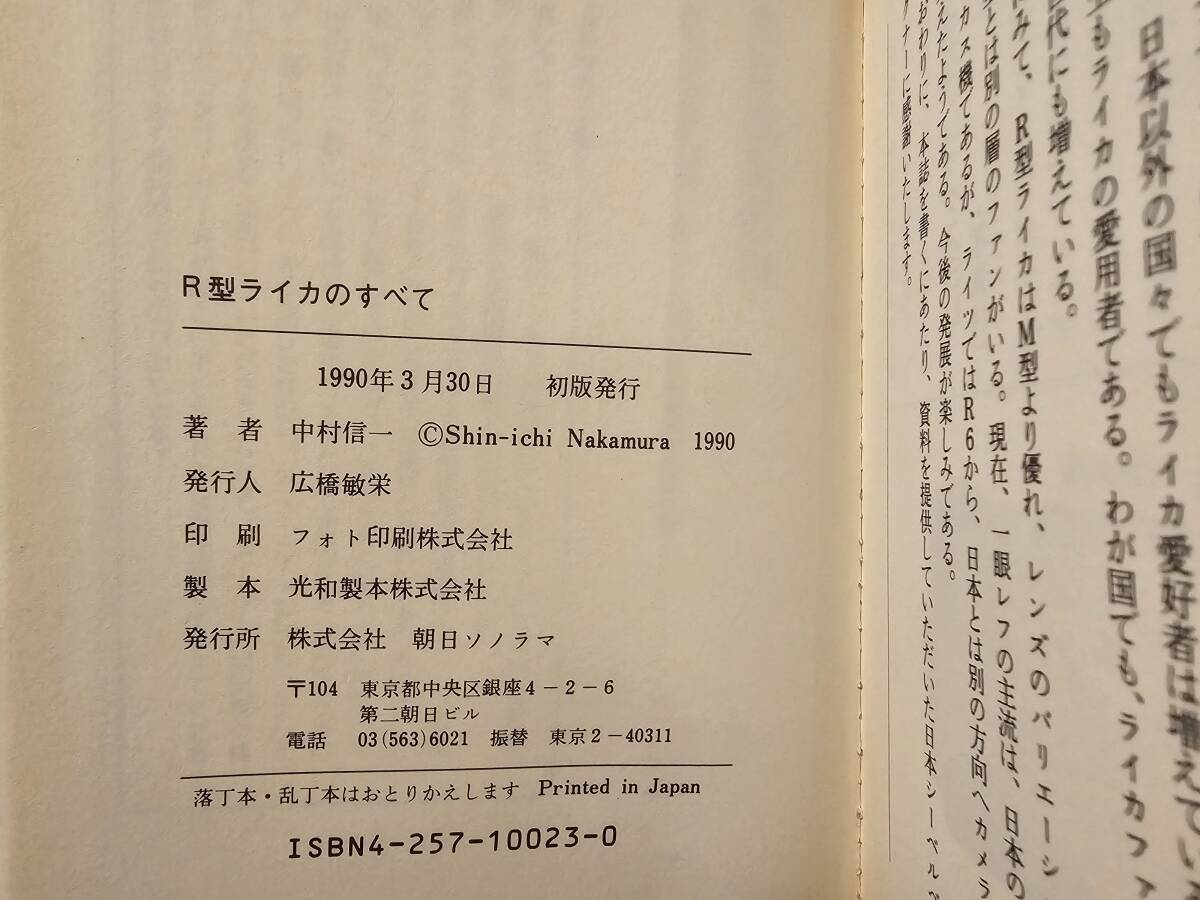 R型ライカのすべて
1990年3月30日 初版発行
著者 中村信一 ©Shin-ichi Nakamura 1990
発行人 広橋敏栄
印刷 フォト印刷株式会社
製本 光和製本株式会社
発行所 株式会社 朝日ソノラマ
〒104 東京都中央区銀座4-2-6
第二朝日ビル
電話 03(563)6021 振替 東京2-40311
落丁本・乱丁本はおとりかえします Printed in Japan
ISBN4-257-10023-0
日本以外の国々でもライカ愛好者は増えている
もライカの愛用者である。わが国でも、ライカファ
代にも増えている。
みて、R型ライカはM型より優れ、レンズのバリエーシ
とは別の層のファンがいる。現在、一眼レフの主流は、日本の
カス機であるが、ライツではR6から、日本とは別の方向へカメラ
えたようである。今後の発展が楽しみである。
おわりに、本誌を書くにあたり、資料を提供していただいた日本シーベルベ
グナーに感謝いたします。